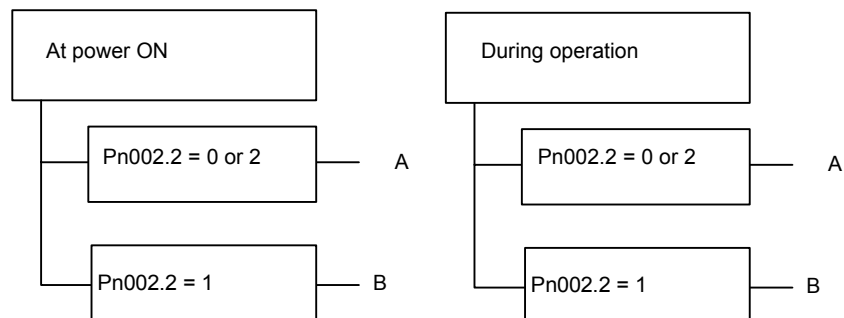 At power ON
Pn002.2 = 0 or 2
A
Pn002.2 = 1
B
During operation
Pn002.2 = 0 or 2
A
Pn002.2 = 1
B